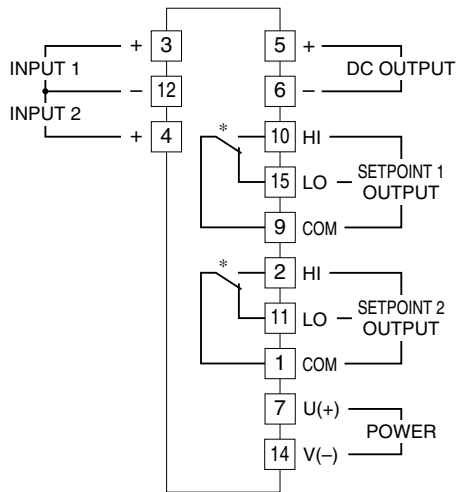 + 3
INPUT 1
− 12
INPUT 2
+ 4
5 +
DC OUTPUT
6 −
* 10 HI
15 LO
SETPOINT 1
OUTPUT
9 COM
* 2 HI
11 LO
SETPOINT 2
OUTPUT
1 COM
7 U(+)
POWER
14 V(−)